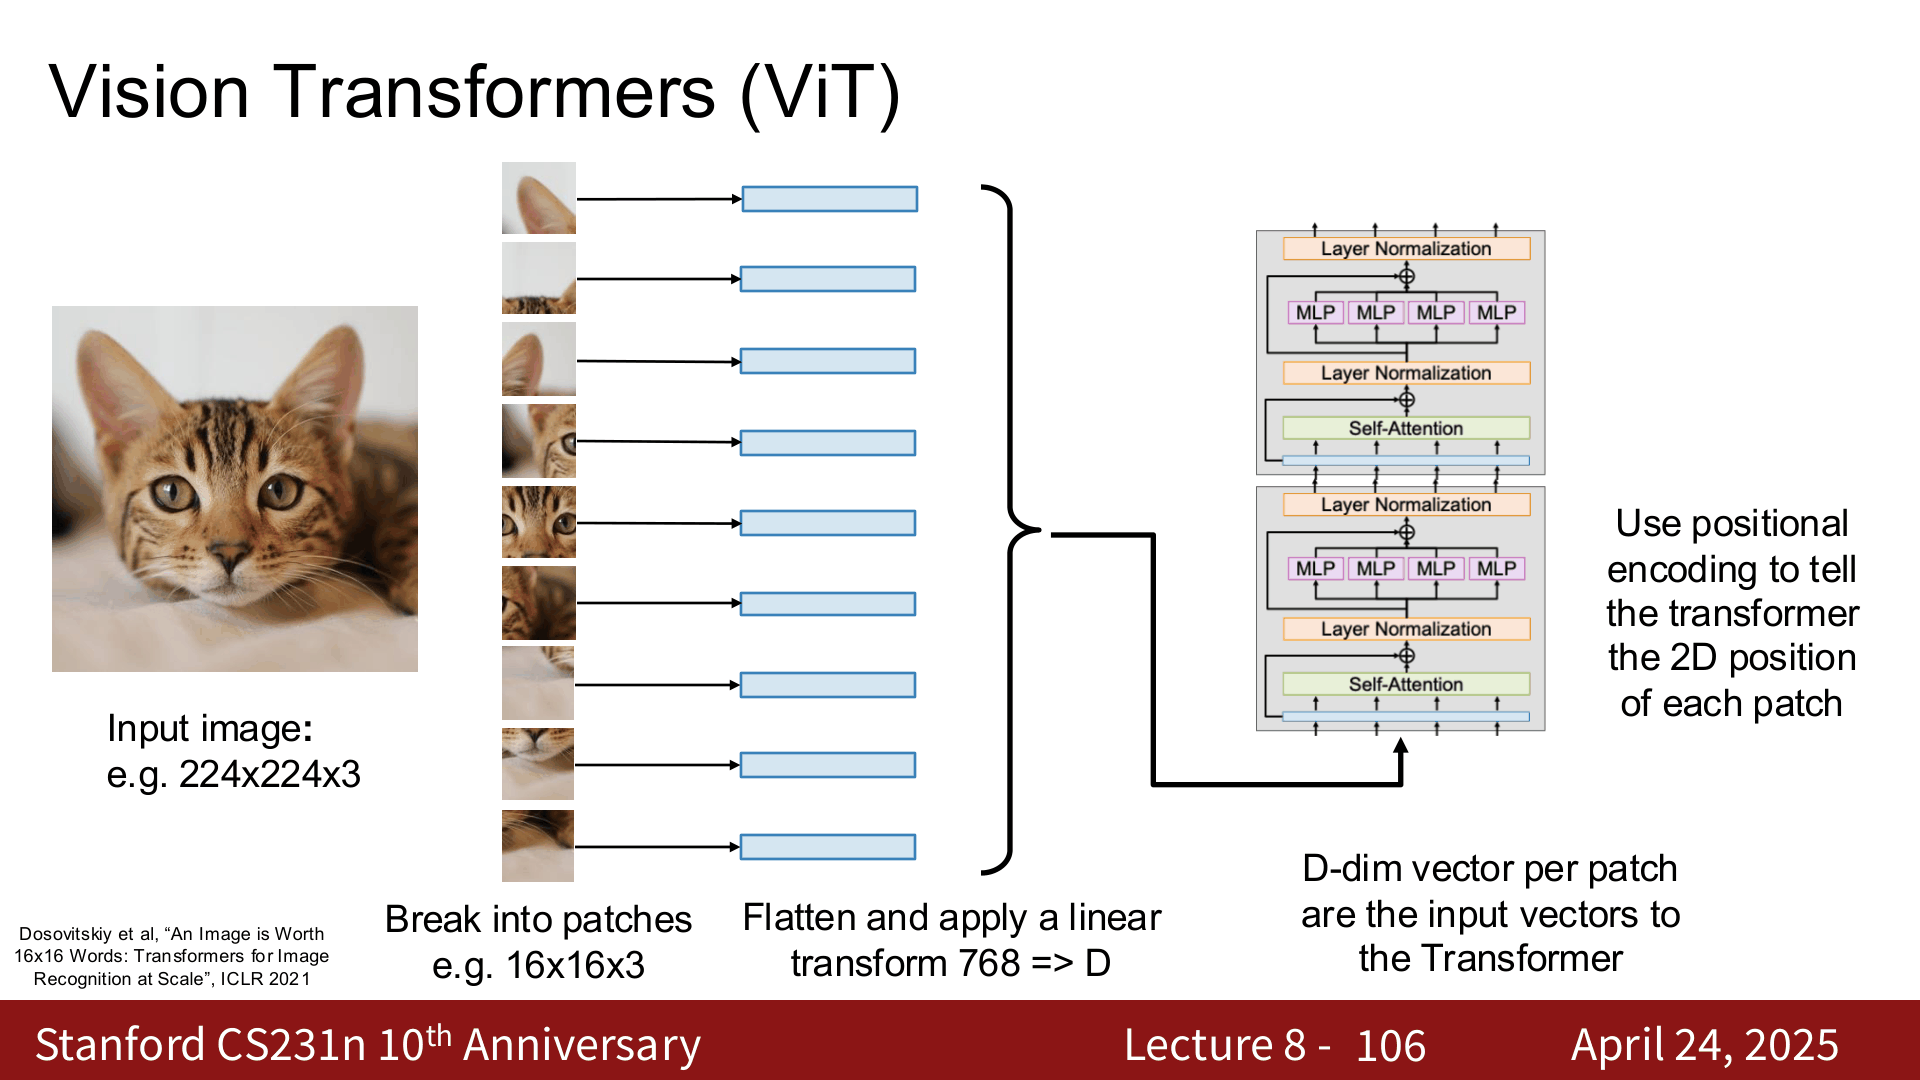 Vision Transformers (ViT)
Input image:
e.g. 224x224x3
Break into patches
e.g. 16x16x3
Flatten and apply a linear
transform 768 => D
Layer Normalization
MLP MLP MLP MLP
Layer Normalization
Self-Attention
Layer Normalization
MLP MLP MLP MLP
Layer Normalization
Self-Attention
Use positional
encoding to tell
the transformer
the 2D position
of each patch
D-dim vector per patch
are the input vectors to
the Transformer
Dosovitskiy et al, “An Image is Worth
16x16 Words: Transformers for Image
Recognition at Scale”, ICLR 2021
Stanford CS231n 10th Anniversary
Lecture 8 - 106
April 24, 2025